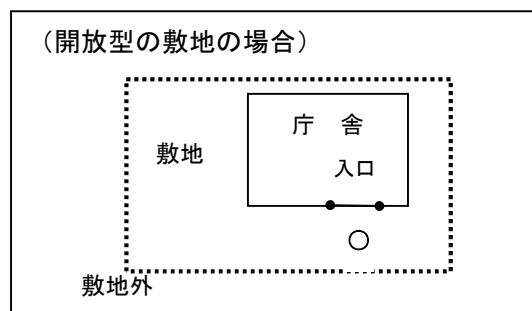 （開放型の敷地の場合）
庁　舎
敷地
入口
敷地外